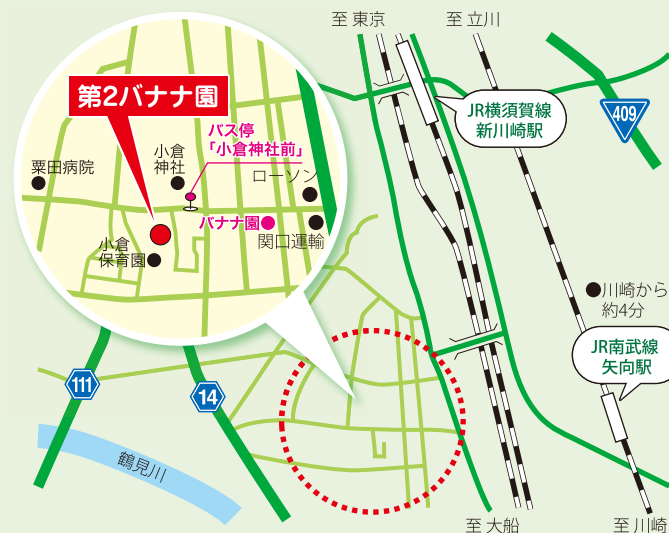 至 東京
至 立川
第2バナナ園
409
JR横須賀線
新川崎駅
バス停
「小倉神社前」
小倉
神社
粟田病院
ローソン
バナナ園
関口運輸
小倉
保育園
川崎から
約4分
JR南武線
矢向駅
111
14
鶴見川
至 大船
至 川崎